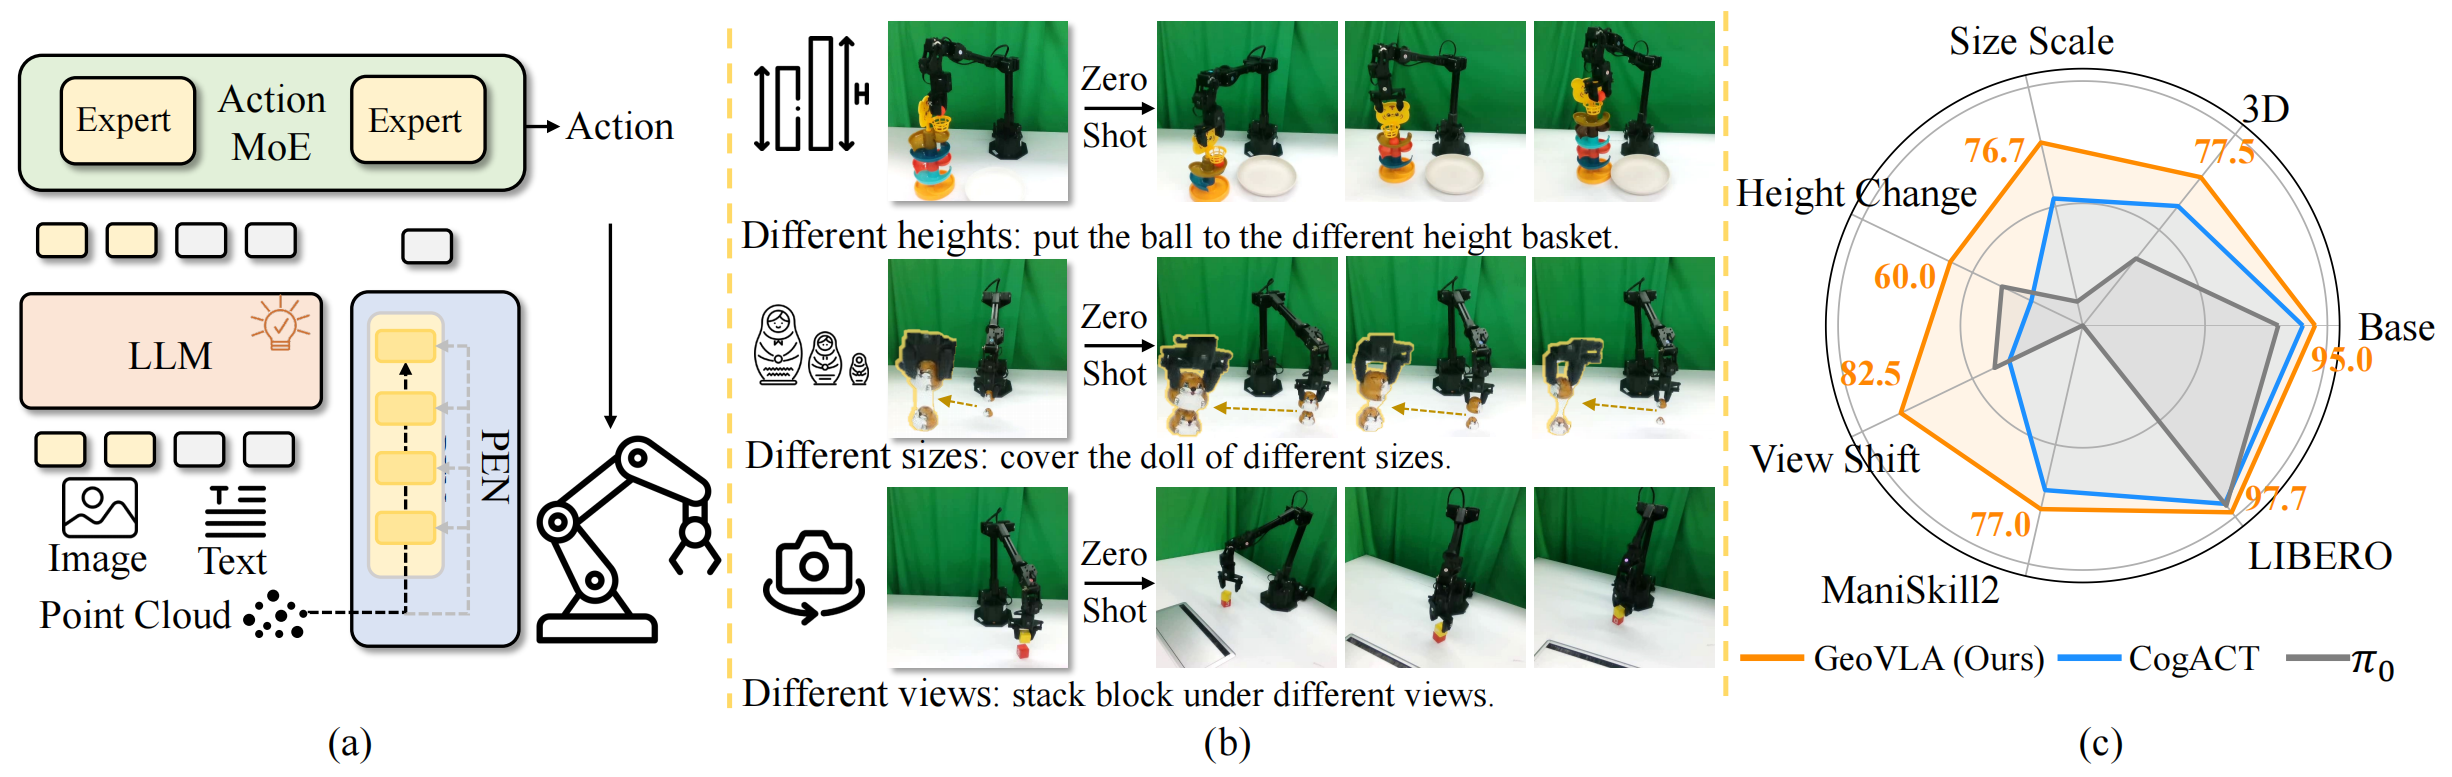 Expert
Action
MoE
Expert
Action
LLM
PEN
Image
Text
Point Cloud
(a)
H
Zero
Shot
Different heights: put the ball to the different height basket.
Zero
Shot
Different sizes: cover the doll of different sizes.
T
Zero
Shot
Different views: stack block under different views.
(b)
Size Scale
3D
76.7
77.5
Height Change
60.0
Base
95.0
82.5
View Shift
97.7
77.0
LIBERO
ManiSkill2
GeoVLA (Ours)
CogACT
π0
(c)